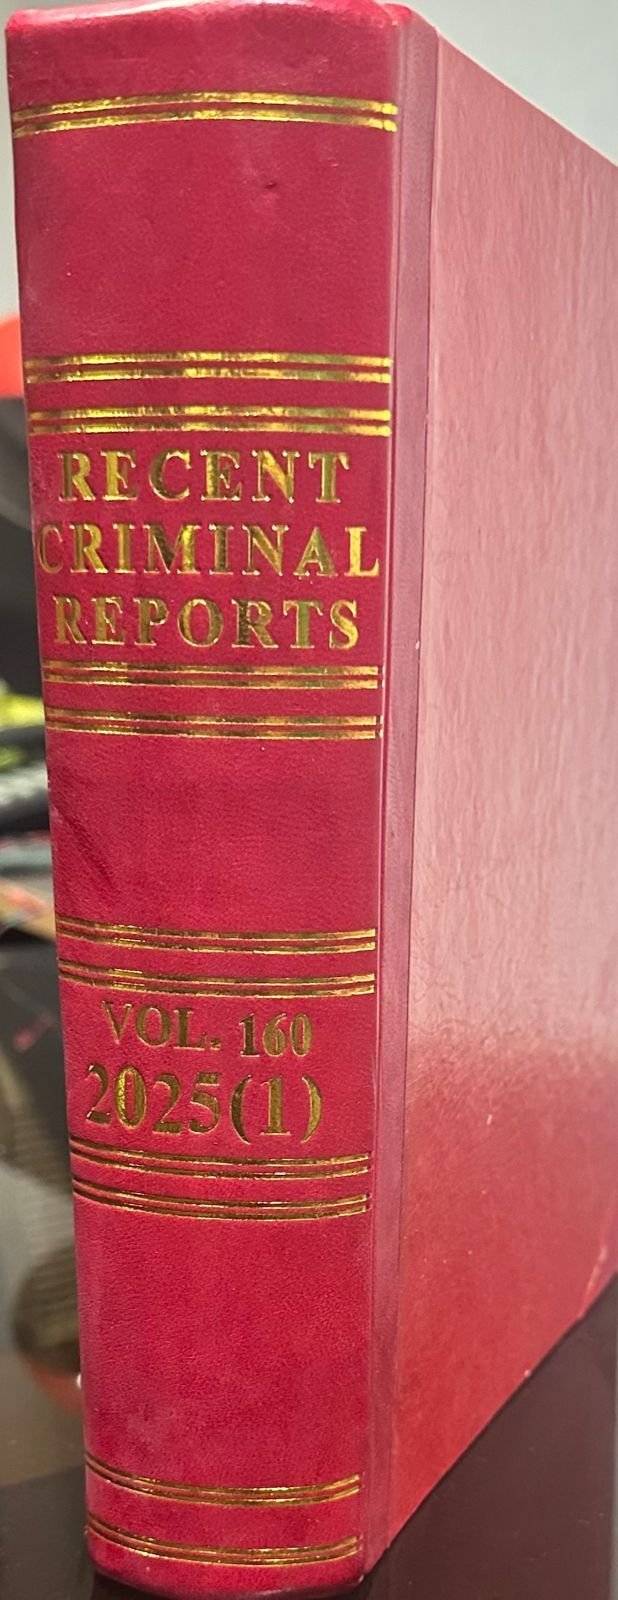 RECENT
CRIMINAL
REPORTS
VOL. 160
2025(1)